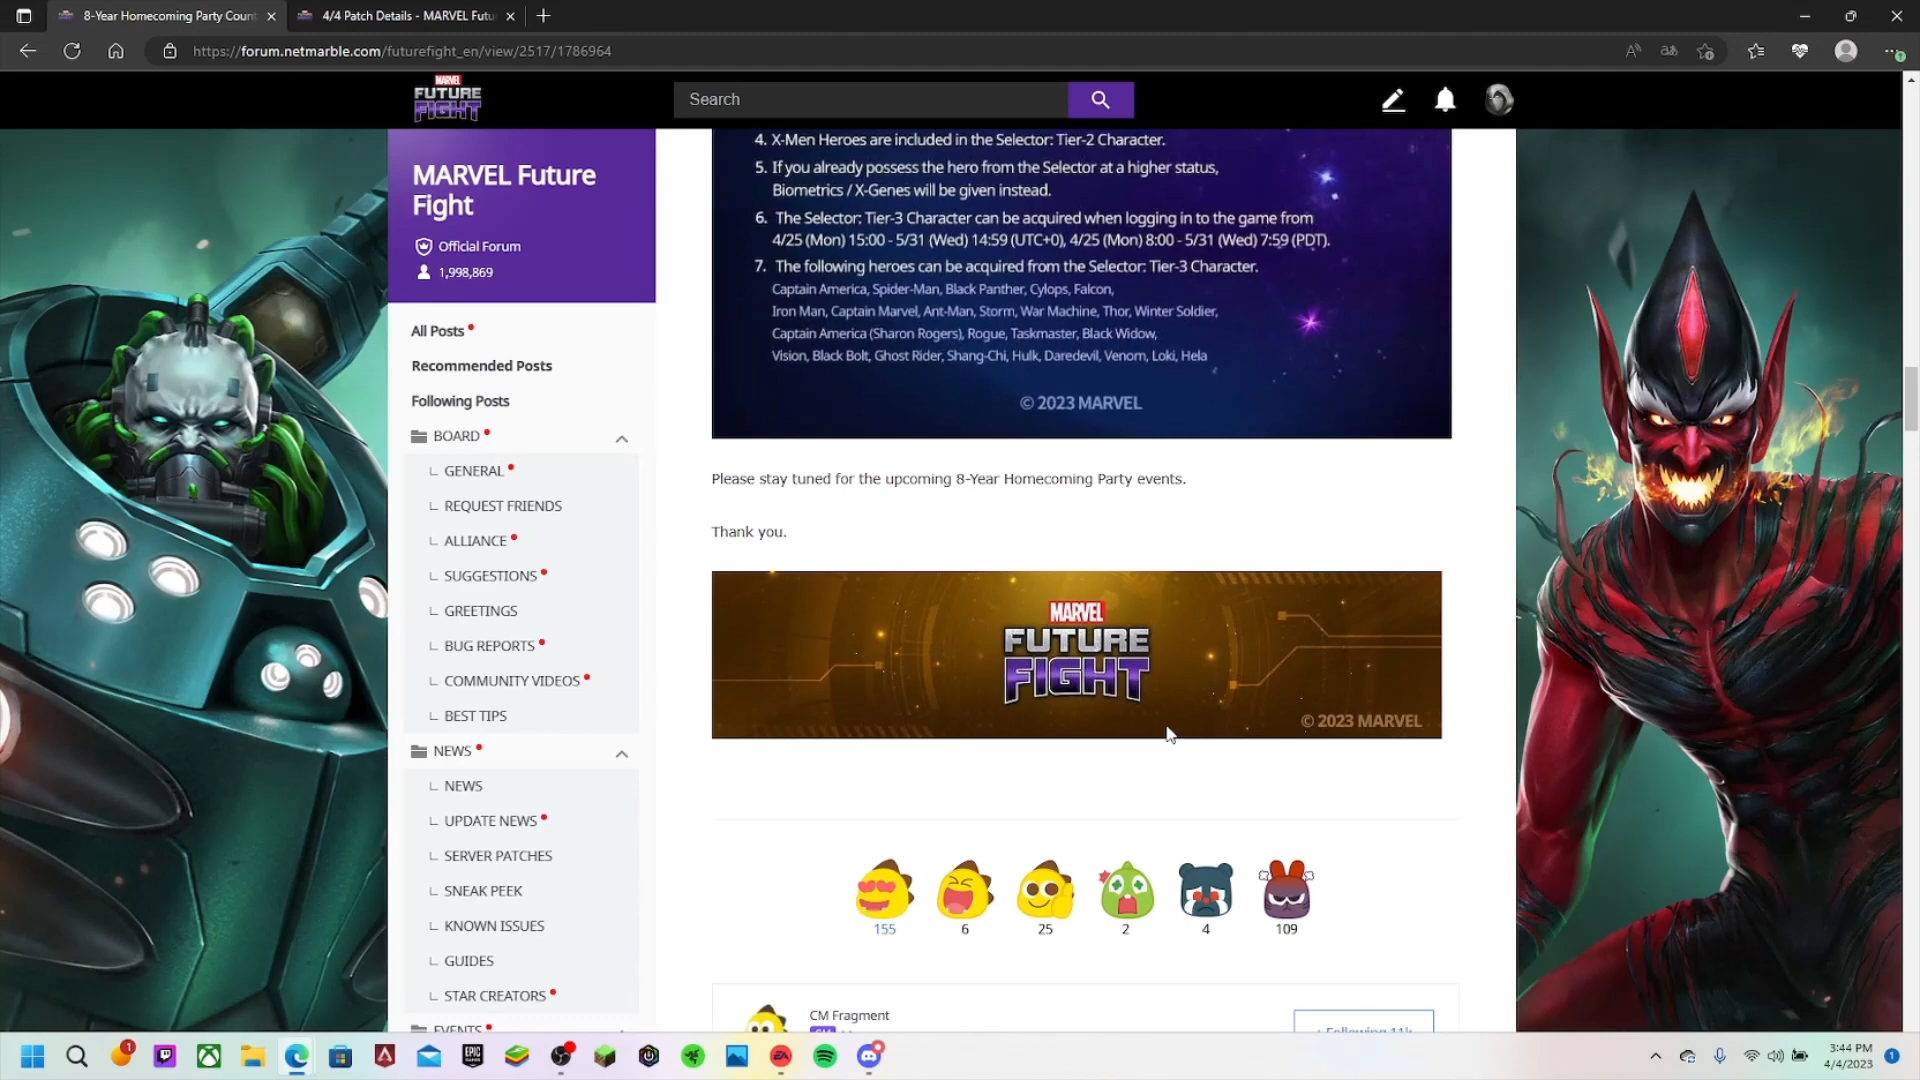 8-Year Homecoming Party Coun
4/4 Patch Details - MARVEL Futu
https://forum.netmarble.com/futurefight_en/view/2517/1786964
MARVEL
FUTURE
FIGHT
Search
MARVEL Future
Fight
Official Forum
1,998,869
All Posts
Recommended Posts
Following Posts
BOARD
GENERAL
REQUEST FRIENDS
ALLIANCE
SUGGESTIONS
GREETINGS
BUG REPORTS
COMMUNITY VIDEOS
BEST TIPS
NEWS
NEWS
UPDATE NEWS
SERVER PATCHES
SNEAK PEEK
KNOWN ISSUES
GUIDES
STAR CREATORS
EVENTS
4. X-Men Heroes are included in the Selector: Tier-2 Character.
5. If you already possess the hero from the Selector at a higher status,
Biometrics / X-Genes will be given instead.
6. The Selector: Tier-3 Character can be acquired when logging in to the game from
4/25 (Mon) 15:00 - 5/31 (Wed) 14:59 (UTC+0), 4/25 (Mon) 8:00 - 5/31 (Wed) 7:59 (PDT).
7. The following heroes can be acquired from the Selector: Tier-3 Character.
Captain America, Spider-Man, Black Panther, Cylops, Falcon,
Iron Man, Captain Marvel, Ant-Man, Storm, War Machine, Thor, Winter Soldier,
Captain America (Sharon Rogers), Rogue, Taskmaster, Black Widow,
Vision, Black Bolt, Ghost Rider, Shang-Chi, Hulk, Daredevil, Venom, Loki, Hela
© 2023 MARVEL
Please stay tuned for the upcoming 8-Year Homecoming Party events.
Thank you.
MARVEL
FUTURE
FIGHT
© 2023 MARVEL
155 6 25 2 4 109
CM Fragment
Following 11k
1
EPIC
GAMES
EA
3:44 PM
4/4/2023
1